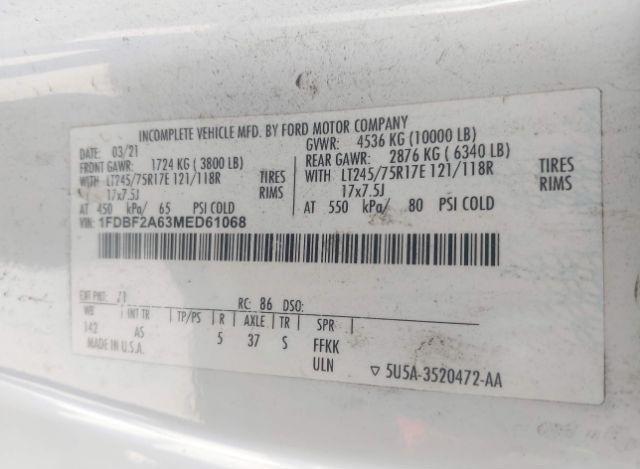 INCOMPLETE VEHICLE MFD. BY FORD MOTOR COMPANY
DATE: 03/21 GVWR: 4536 KG (10000 LB)
FRONT GAWR: 1724 KG ( 3800 LB) REAR GAWR: 2876 KG ( 6340 LB)
WITH LT245/75R17E 121/118R TIRES WITH LT245/75R17E 121/118R TIRES
17x7.5J RIMS 17x7.5J RIMS
AT 450 kPa/ 65 PSI COLD AT 550 kPa/ 80 PSI COLD
VIN: 1FDBF2A63MED61068
EXT PNT: Z1 RC: 86 DSO:
WB INT TR TP/PS R AXLE TR SPR
142 AS 5 37 S FFKK
MADE IN U.S.A. ULN
▽ 5U5A-3520472-AA